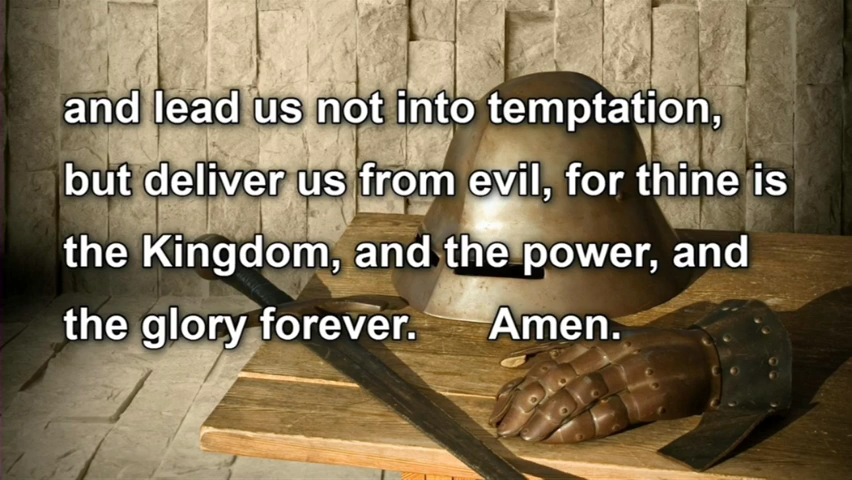 and lead us not into temptation,
but deliver us from evil, for thine is
the Kingdom, and the power, and
the glory forever. Amen.